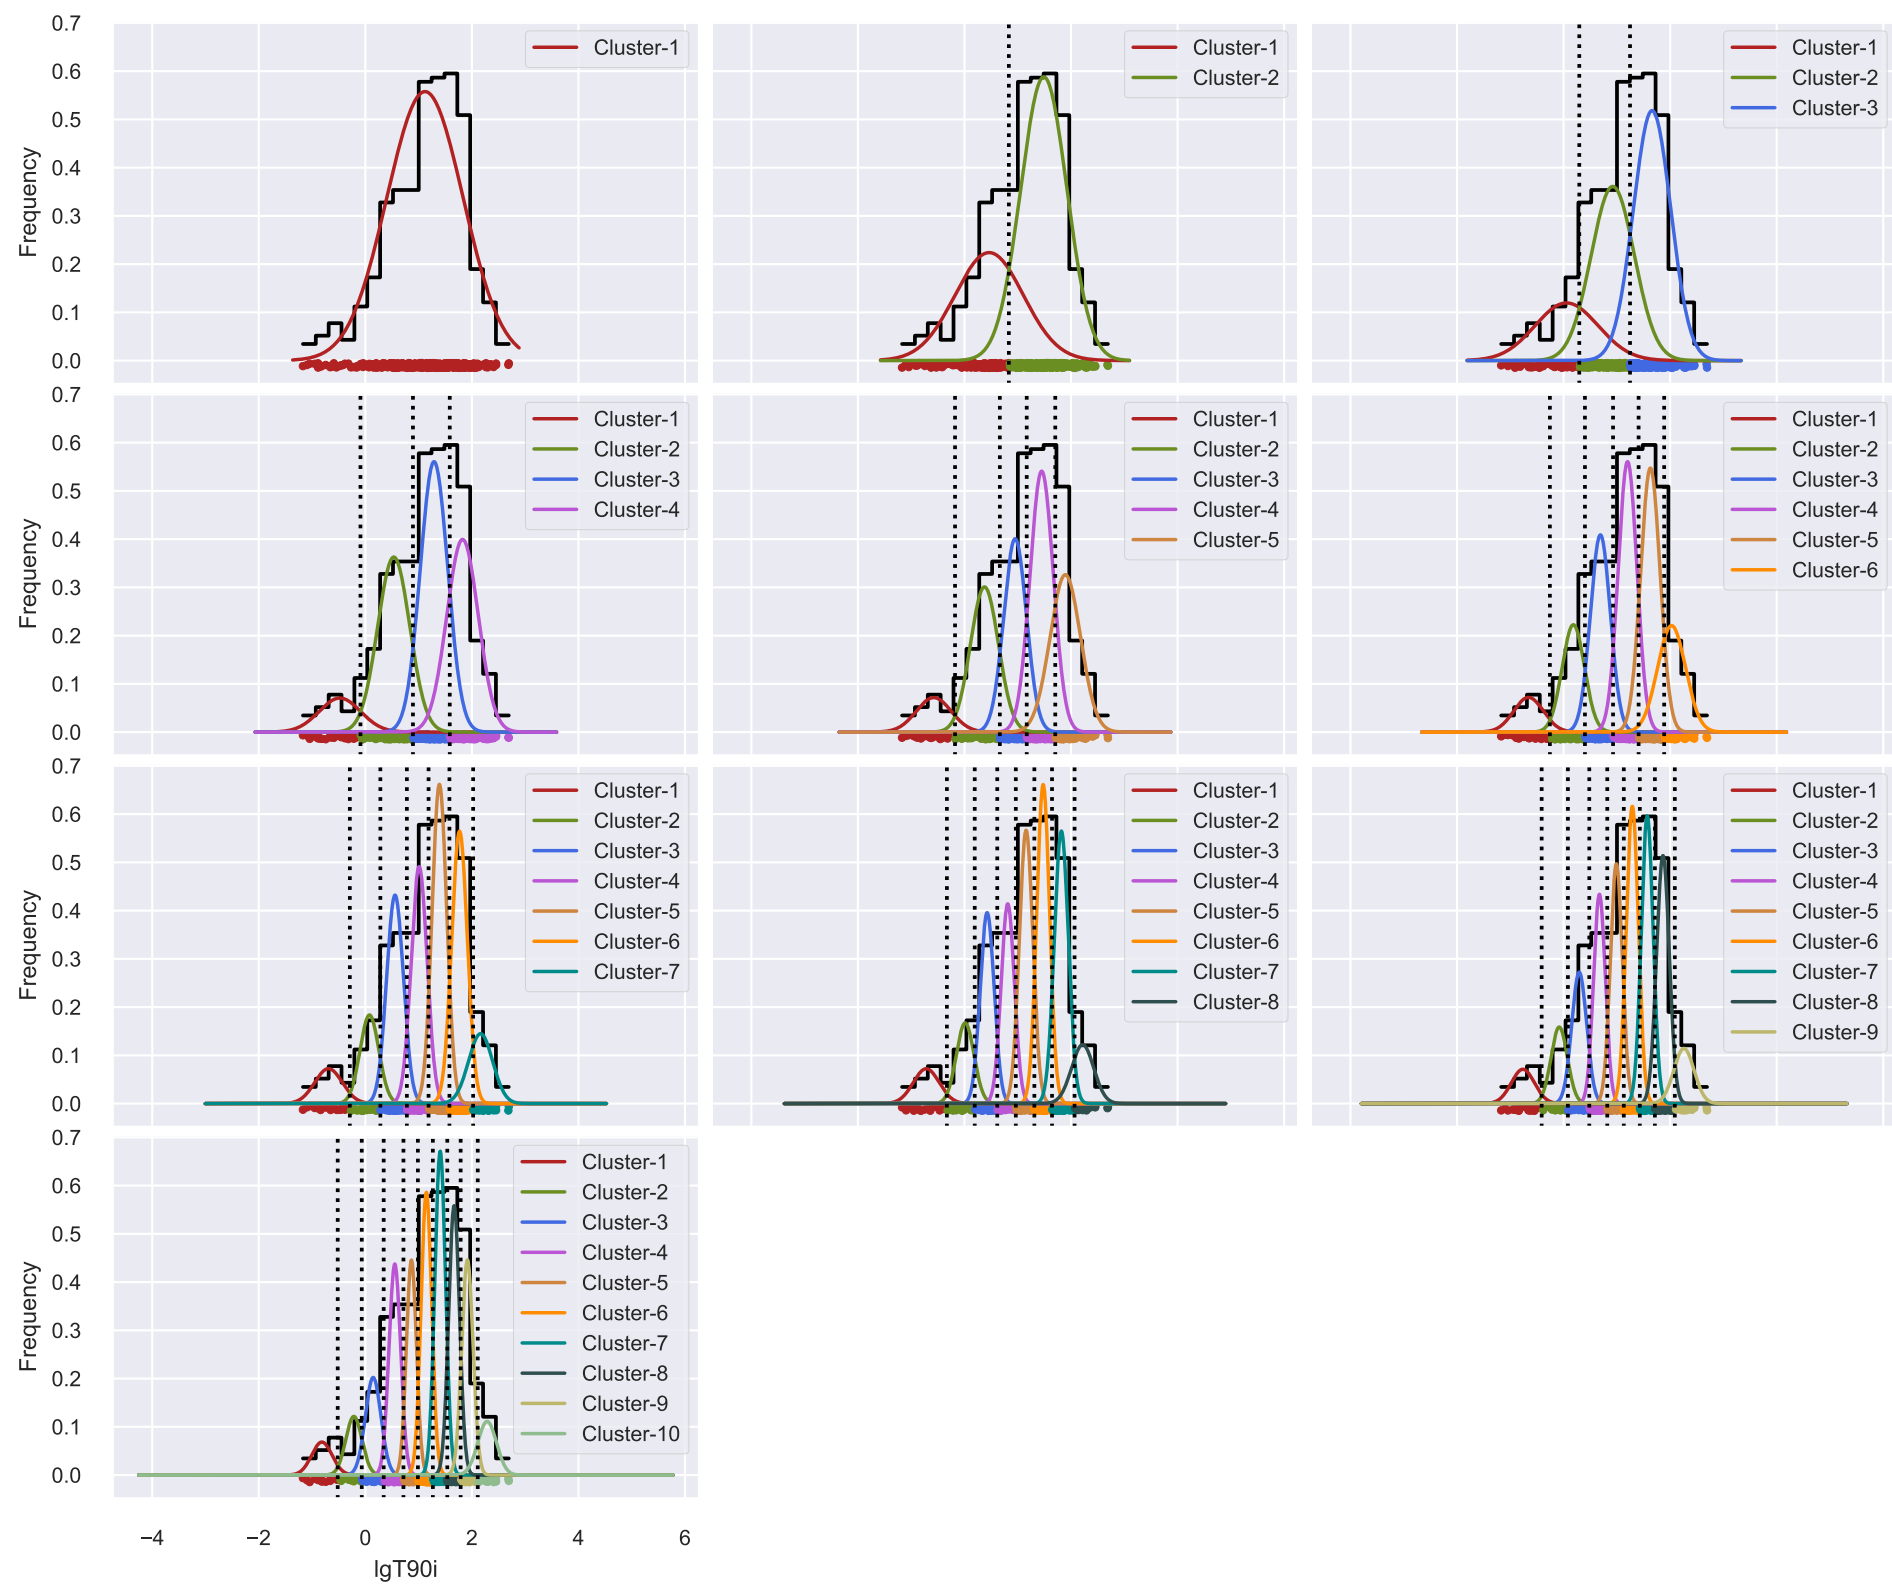 0.7
0.6
0.5
0.4
0.3
0.2
0.1
0.0
Frequency
Cluster-1
Cluster-1
Cluster-2
Cluster-1
Cluster-2
Cluster-3
0.7
0.6
0.5
0.4
0.3
0.2
0.1
0.0
Frequency
Cluster-1
Cluster-2
Cluster-3
Cluster-4
Cluster-1
Cluster-2
Cluster-3
Cluster-4
Cluster-5
Cluster-1
Cluster-2
Cluster-3
Cluster-4
Cluster-5
Cluster-6
0.7
0.6
0.5
0.4
0.3
0.2
0.1
0.0
Frequency
Cluster-1
Cluster-2
Cluster-3
Cluster-4
Cluster-5
Cluster-6
Cluster-7
Cluster-1
Cluster-2
Cluster-3
Cluster-4
Cluster-5
Cluster-6
Cluster-7
Cluster-8
Cluster-1
Cluster-2
Cluster-3
Cluster-4
Cluster-5
Cluster-6
Cluster-7
Cluster-8
Cluster-9
0.7
0.6
0.5
0.4
0.3
0.2
0.1
0.0
Frequency
Cluster-1
Cluster-2
Cluster-3
Cluster-4
Cluster-5
Cluster-6
Cluster-7
Cluster-8
Cluster-9
Cluster-10
−4 −2 0 2 4 6
lgT90i